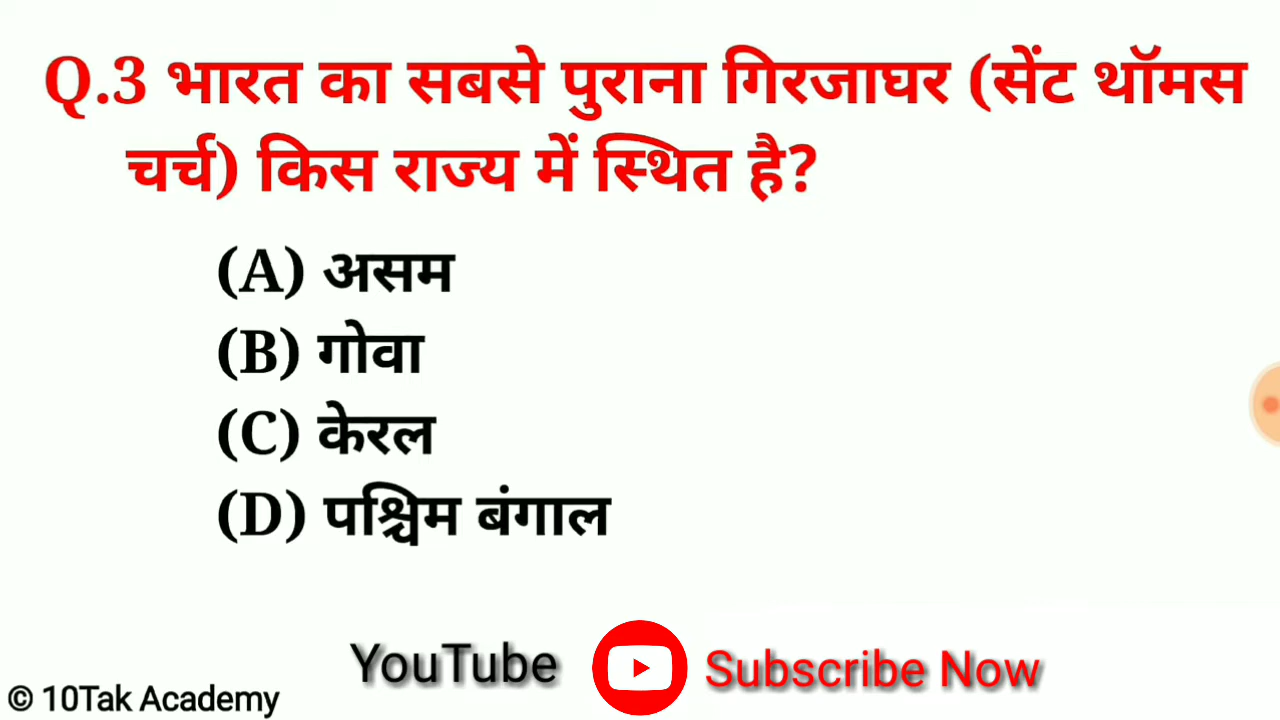 Q.3 भारत का सबसे पुराना गिरजाघर (सेंट थॉमस
चर्च) किस राज्य में स्थित है?
(A) असम
(B) गोवा
(C) केरल
(D) पश्चिम बंगाल
YouTube Subscribe Now
© 10Tak Academy